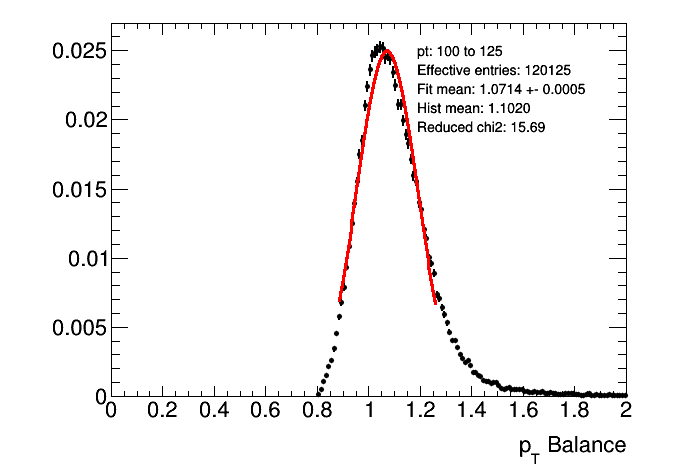 0.025
0.02
0.015
0.01
0.005
0
pt: 100 to 125
Effective entries: 120125
Fit mean: 1.0714 +- 0.0005
Hist mean: 1.1020
Reduced chi2: 15.69
0 0.2 0.4 0.6 0.8 1 1.2 1.4 1.6 1.8 2
pT Balance